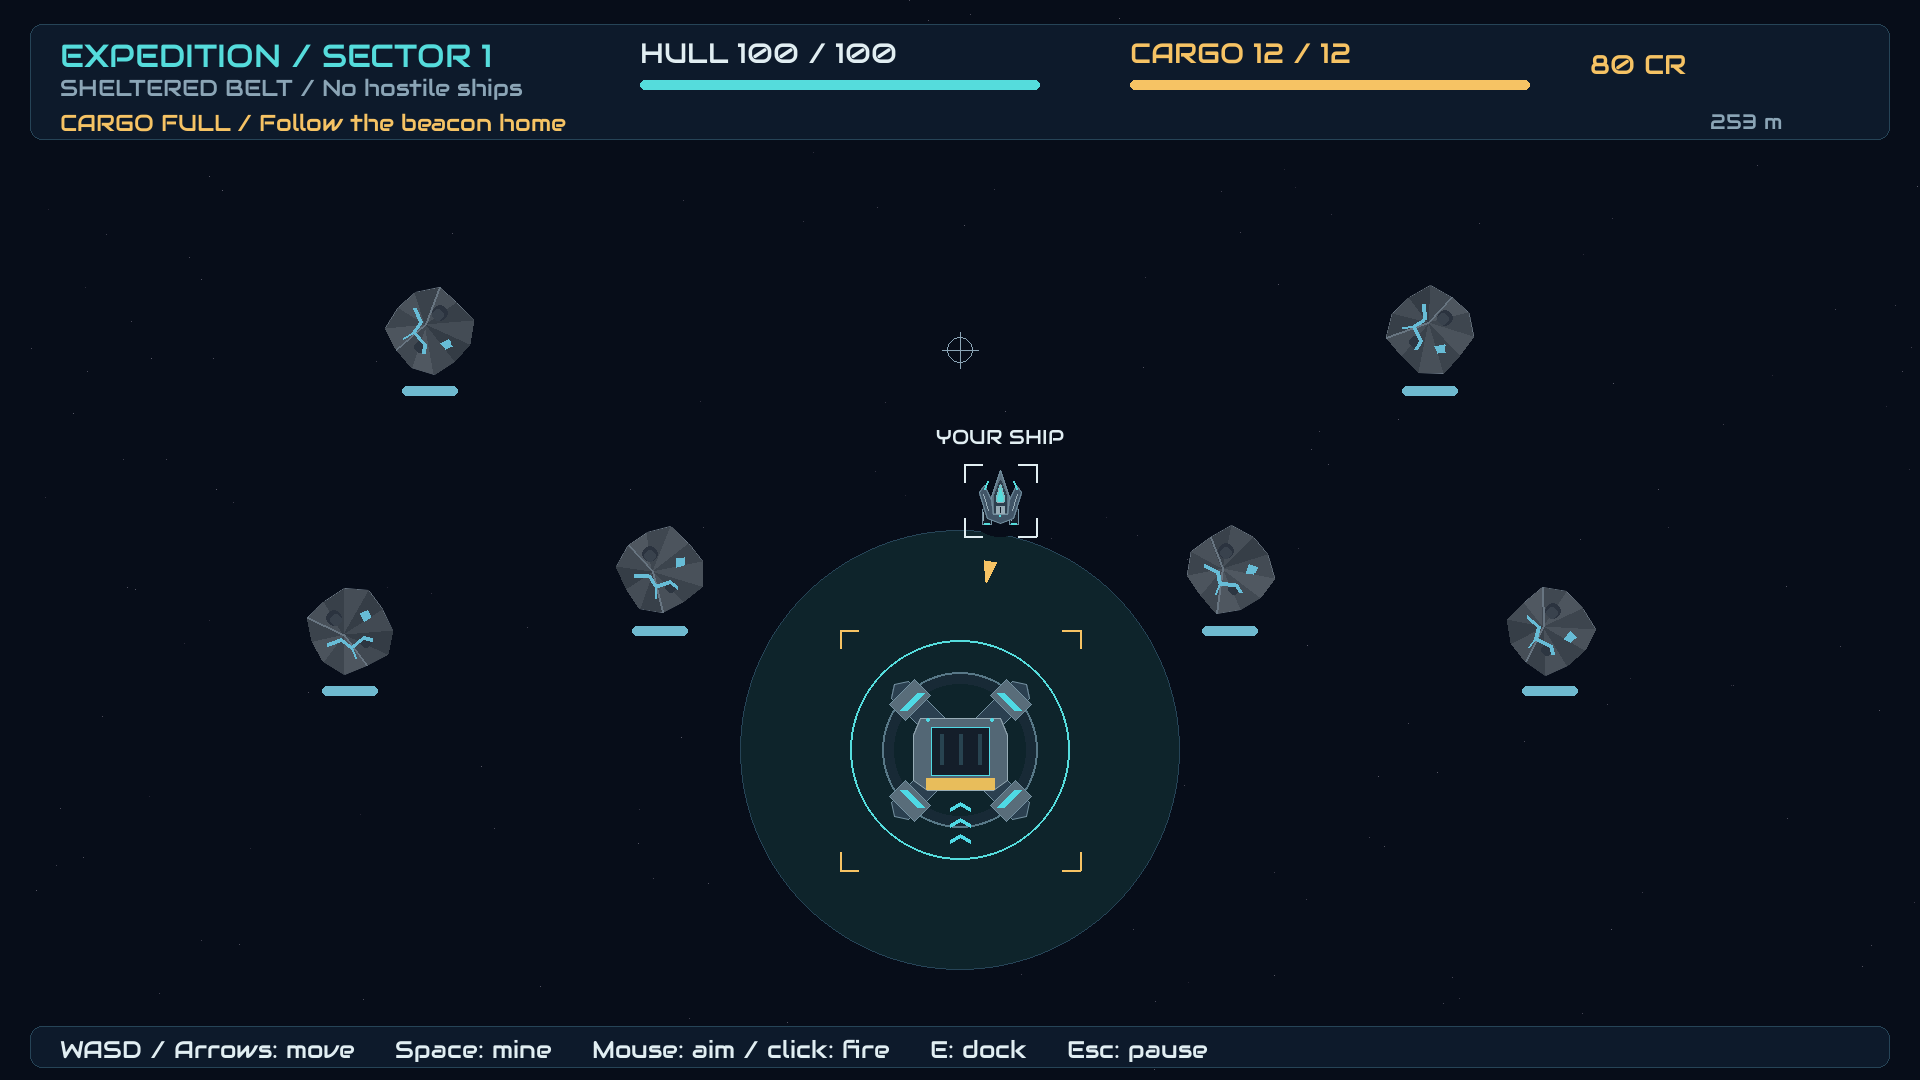 EXPEDITION / SECTOR 1
HULL 100 / 100
CARGO 12 / 12
80 CR
SHELTERED BELT / No hostile ships
CARGO FULL / Follow the beacon home
253 m
YOUR SHIP
WASD / Arrows: move Space: mine Mouse: aim / click: fire E: dock Esc: pause